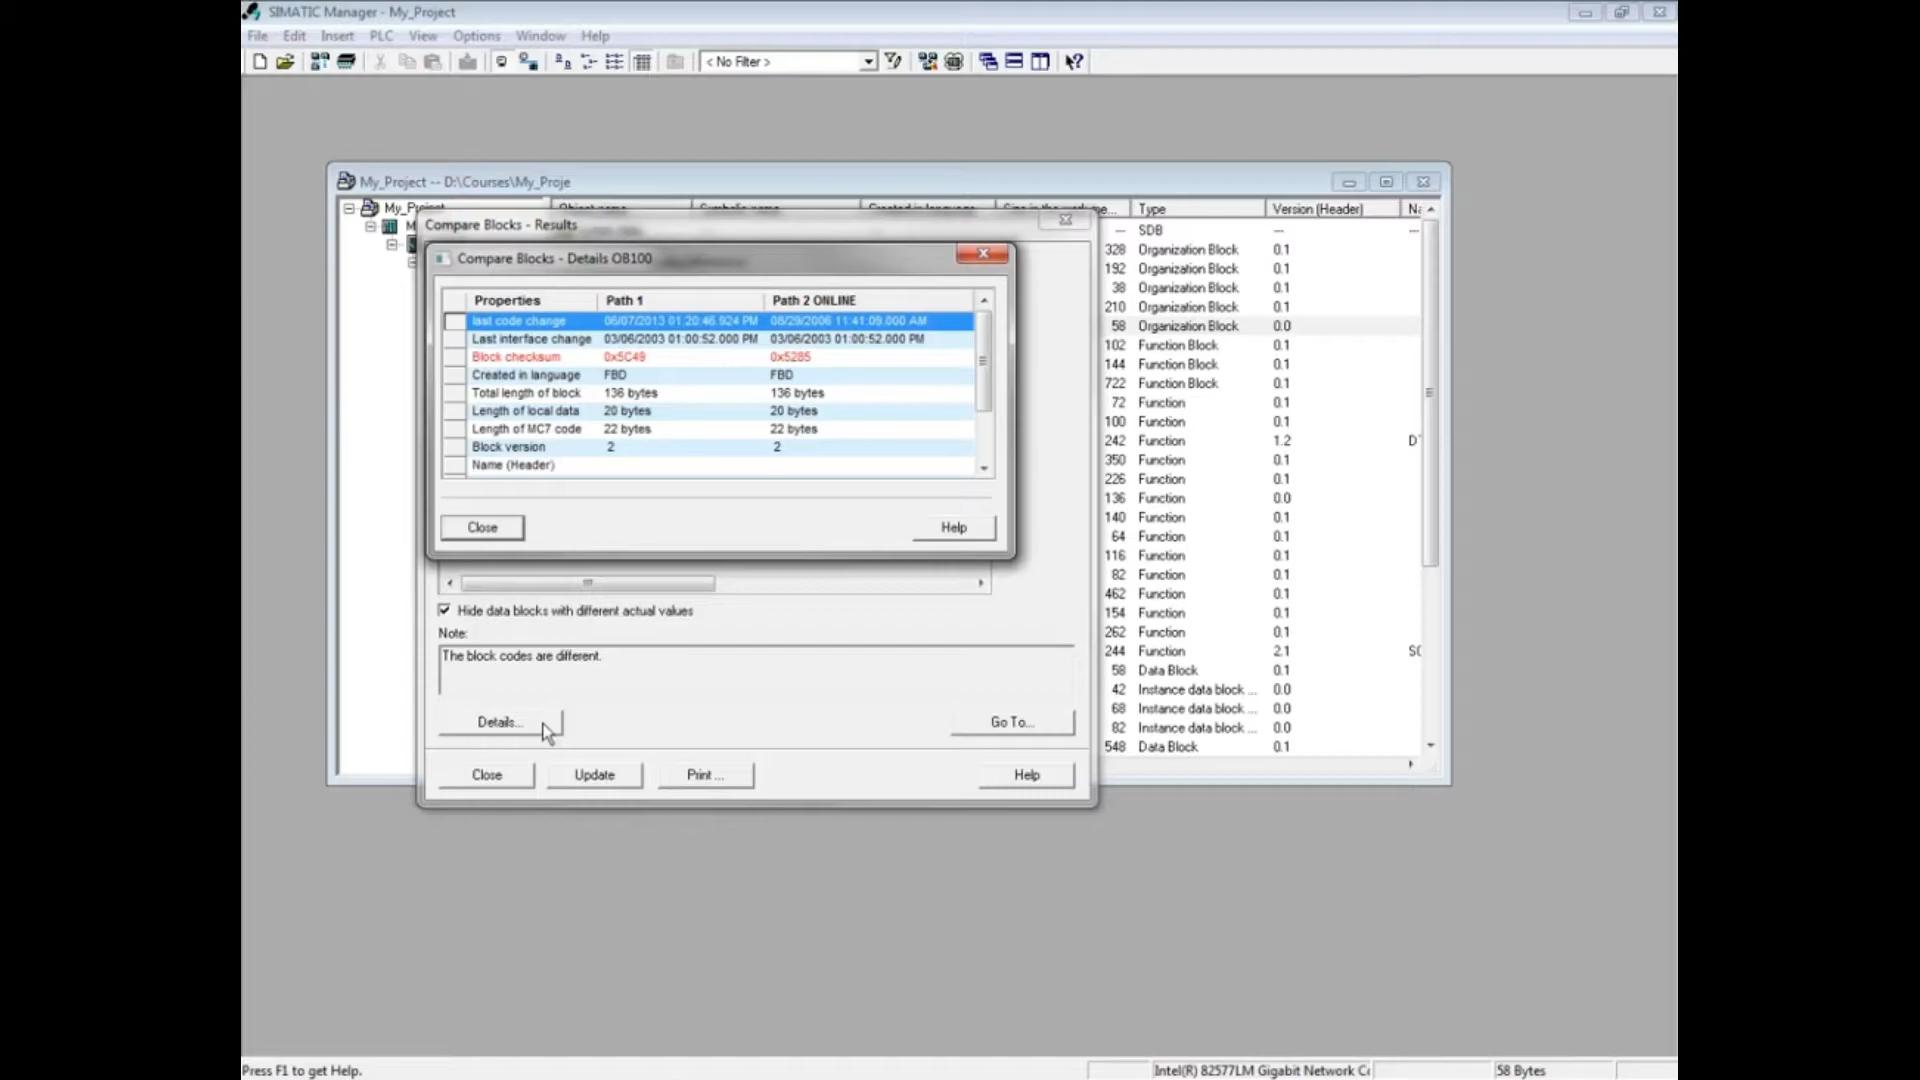 SIMATIC Manager - My_Project
File Edit Insert PLC View Options Window Help
< No Filter >
My_Project -- D:\Courses\My_Proje
My_Project
Type Version (Header)
Compare Blocks - Results
Compare Blocks - Details OB100
Properties Path 1 Path 2 ONLINE
last code change 06/07/2013 01:20:46.924 PM 08/29/2006 11:41:09.000 AM
Last interface change 03/06/2003 01:00:52.000 PM 03/06/2003 01:00:52.000 PM
Block checksum 0x5C49 0x5285
Created in language FBD FBD
Total length of block 136 bytes 136 bytes
Length of local data 20 bytes 20 bytes
Length of MC7 code 22 bytes 22 bytes
Block version 2 2
Name (Header)
Close Help
Hide data blocks with different actual values
Note:
The block codes are different.
Details... Go To...
Close Update Print ... Help
--- SDB --- ---
328 Organization Block 0.1
192 Organization Block 0.1
38 Organization Block 0.1
210 Organization Block 0.1
58 Organization Block 0.0
102 Function Block 0.1
144 Function Block 0.1
722 Function Block 0.1
72 Function 0.1
100 Function 0.1
242 Function 1.2
350 Function 0.1
226 Function 0.1
136 Function 0.0
140 Function 0.1
64 Function 0.1
116 Function 0.1
82 Function 0.1
462 Function 0.1
154 Function 0.1
262 Function 0.1
244 Function 2.1
58 Data Block 0.1
42 Instance data block ... 0.0
68 Instance data block ... 0.0
82 Instance data block ... 0.0
548 Data Block 0.1
Press F1 to get Help.
Intel(R) 82577LM Gigabit Network
58 Bytes